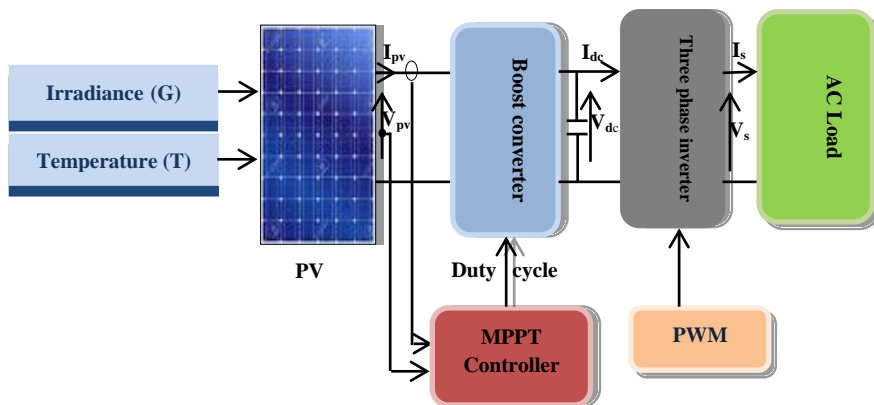 Irradiance (G)
Temperature (T)
PV
Ipv
Vpv
Boost converter
Idc
Vdc
Three phase inverter
Is
Vs
AC Load
Duty cycle
MPPT
Controller
PWM